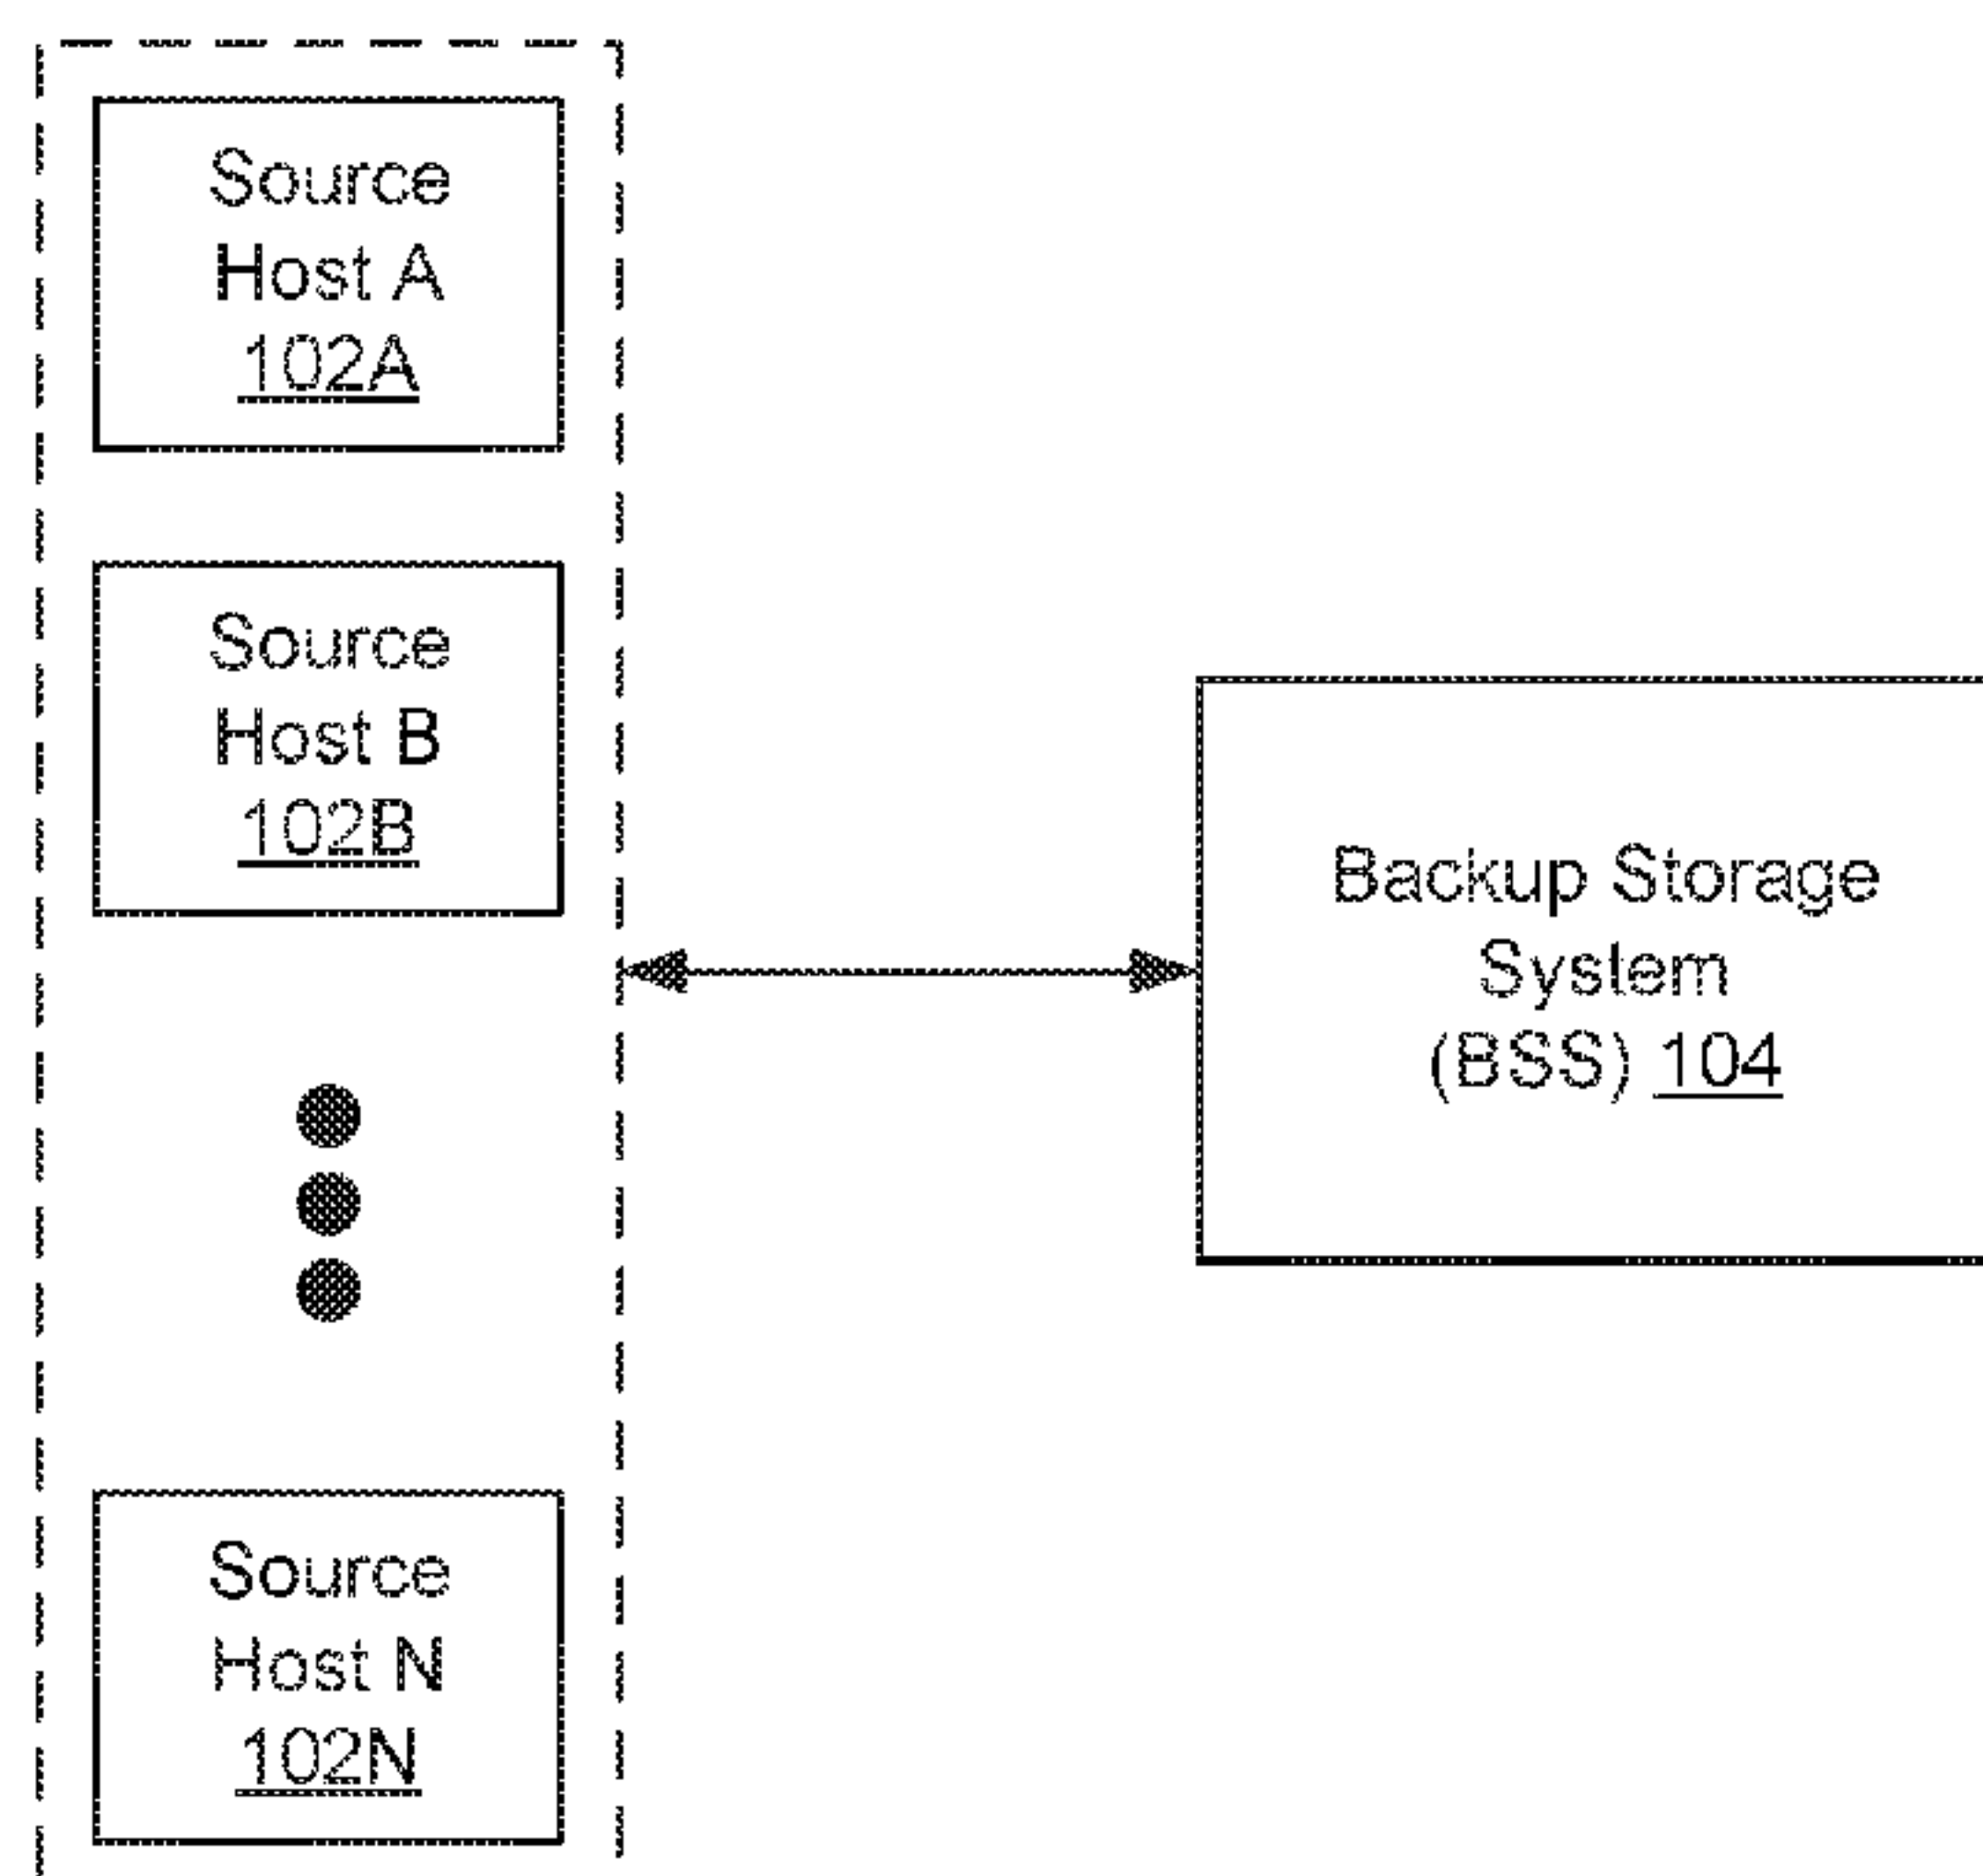 Source
Host A
102A
Source
Host B
102B
Backup Storage
System
(BSS) 104
Source
Host N
102N